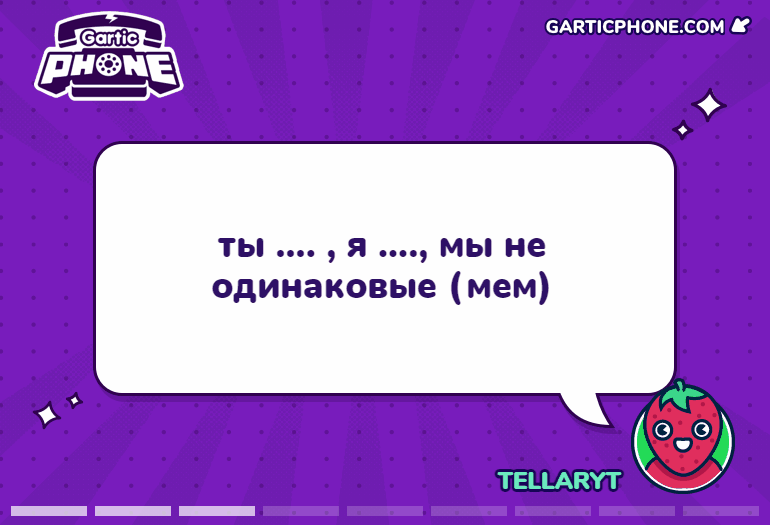 Gartic
PHONE
GARTICPHONE.COM
ты .... , я ...., мы не
одинаковые (мем)
TELLARYT